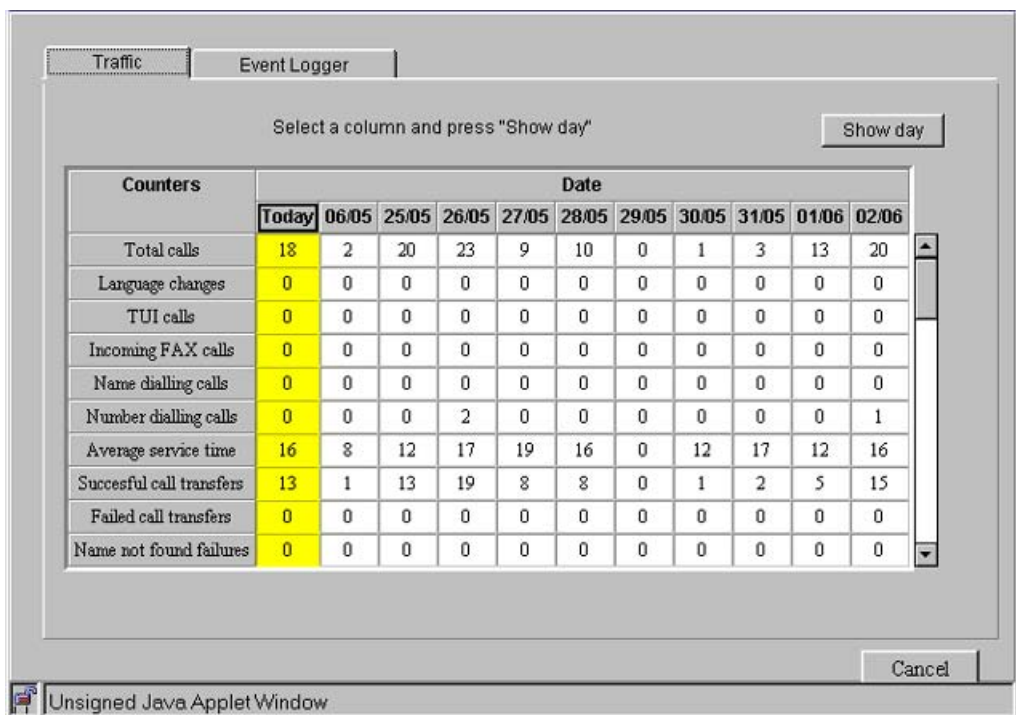 Traffic Event Logger
Select a column and press "Show day" Show day
Counters Date
Today 06/05 25/05 26/05 27/05 28/05 29/05 30/05 31/05 01/06 02/06
Total calls 18 2 20 23 9 10 0 1 3 13 20
Language changes 0 0 0 0 0 0 0 0 0 0 0
TUI calls 0 0 0 0 0 0 0 0 0 0 0
Incoming FAX calls 0 0 0 0 0 0 0 0 0 0 0
Name dialling calls 0 0 0 0 0 0 0 0 0 0 0
Number dialling calls 0 0 0 2 0 0 0 0 0 0 1
Average service time 16 8 12 17 19 16 0 12 17 12 16
Succesful call transfers 13 1 13 19 8 8 0 1 2 5 15
Failed call transfers 0 0 0 0 0 0 0 0 0 0 0
Name not found failures 0 0 0 0 0 0 0 0 0 0 0
Cancel
Unsigned Java Applet Window